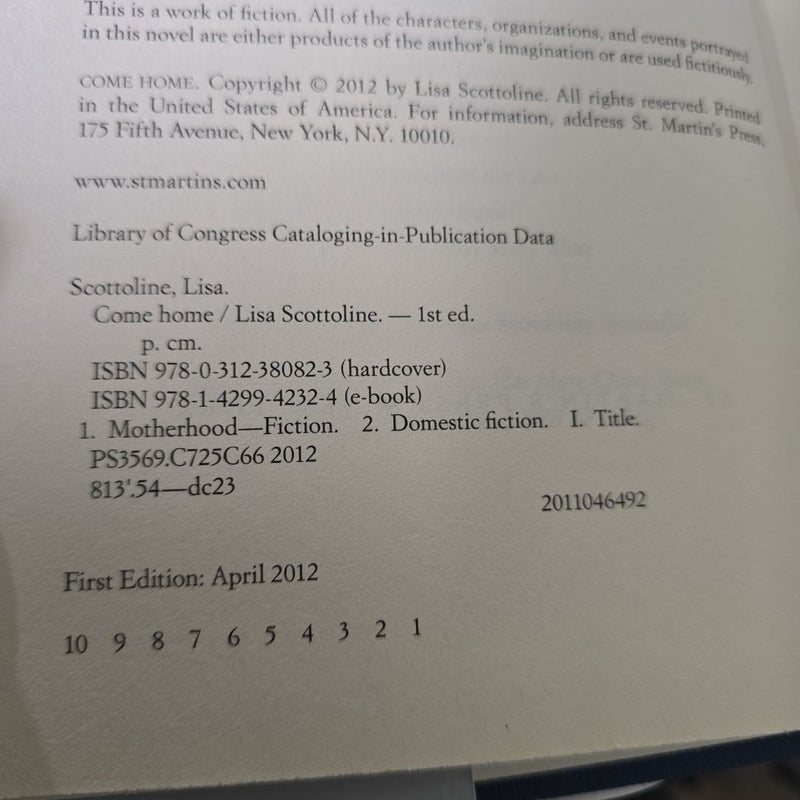 This is a work of fiction. All of the characters, organizations, and events portrayed
in this novel are either products of the author's imagination or are used fictitiously.
COME HOME. Copyright © 2012 by Lisa Scottoline. All rights reserved. Printed
in the United States of America. For information, address St. Martin's Press,
175 Fifth Avenue, New York, N.Y. 10010.
www.stmartins.com
Library of Congress Cataloging-in-Publication Data
Scottoline, Lisa.
Come home / Lisa Scottoline. — 1st ed.
p. cm.
ISBN 978-0-312-38082-3 (hardcover)
ISBN 978-1-4299-4232-4 (e-book)
1. Motherhood—Fiction. 2. Domestic fiction. I. Title.
PS3569.C725C66 2012
813'.54—dc23
2011046492
First Edition: April 2012
10 9 8 7 6 5 4 3 2 1